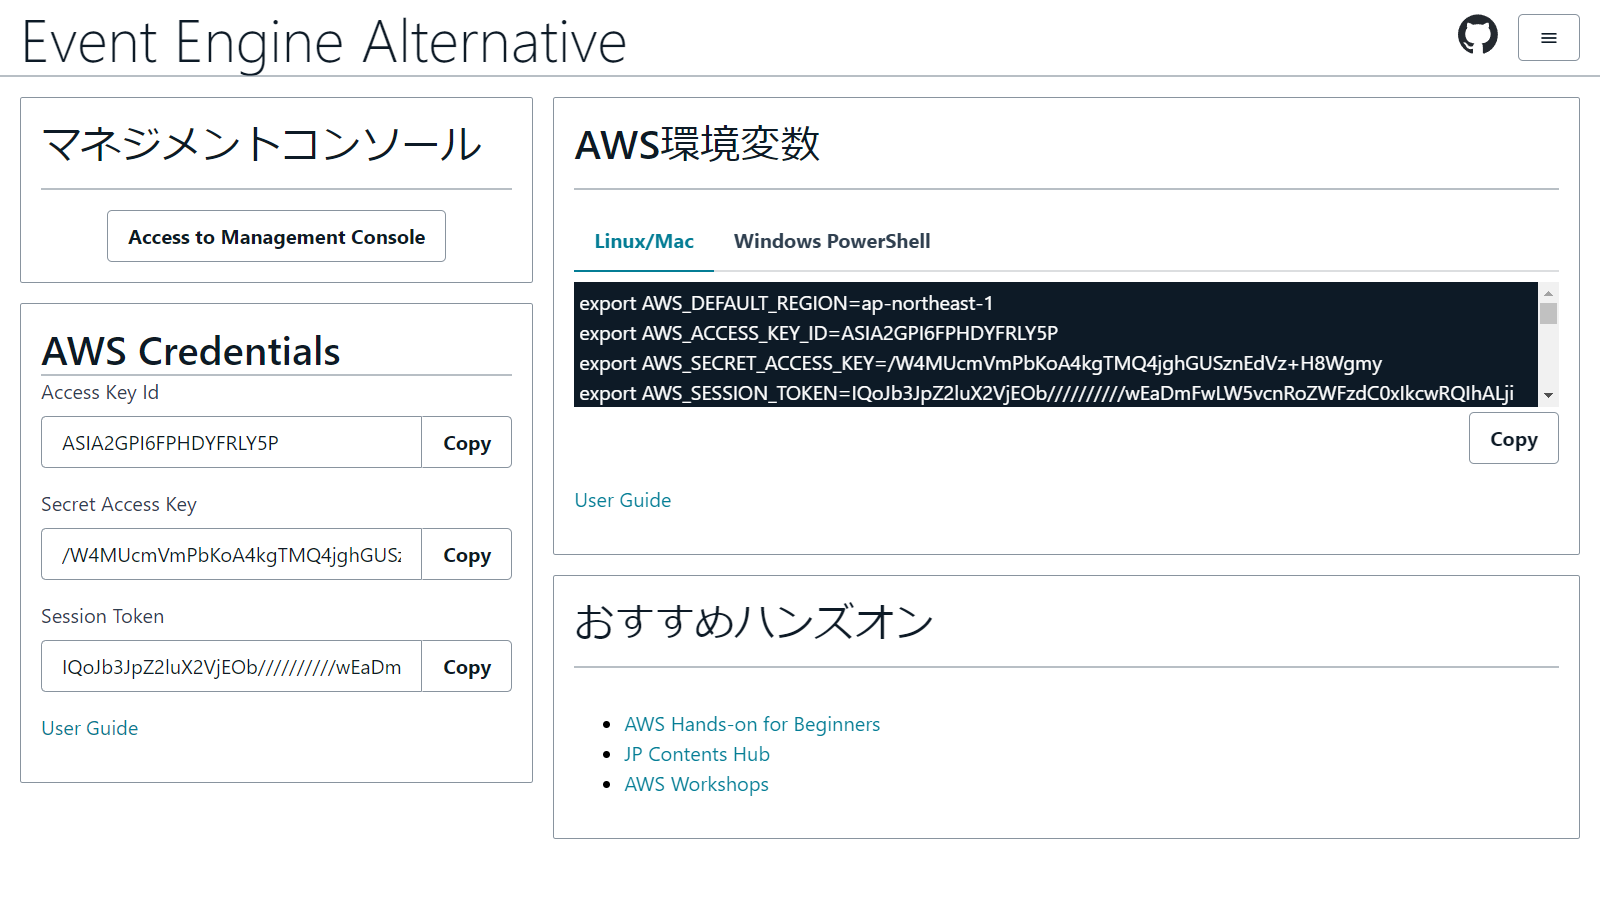 Event Engine Alternative
マネジメントコンソール
Access to Management Console
AWS Credentials
Access Key Id
ASIA2GPI6FPHDYFRLY5P
Copy
Secret Access Key
/W4MUcmVmPbKoA4kgTMQ4jghGUSz
Copy
Session Token
IQoJb3JpZ2luX2VjEOb//////////wEaDm
Copy
User Guide
AWS環境変数
Linux/Mac
Windows PowerShell
export AWS_DEFAULT_REGION=ap-northeast-1
export AWS_ACCESS_KEY_ID=ASIA2GPI6FPHDYFRLY5P
export AWS_SECRET_ACCESS_KEY=/W4MUcmVmPbKoA4kgTMQ4jghGUSznEdVz+H8Wgmy
export AWS_SESSION_TOKEN=IQoJb3JpZ2luX2VjEOb//////////wEaDmFwLW5vcnRoZWFzdC0xIkcwRQIhALji
Copy
User Guide
おすすめハンズオン
AWS Hands-on for Beginners
JP Contents Hub
AWS Workshops